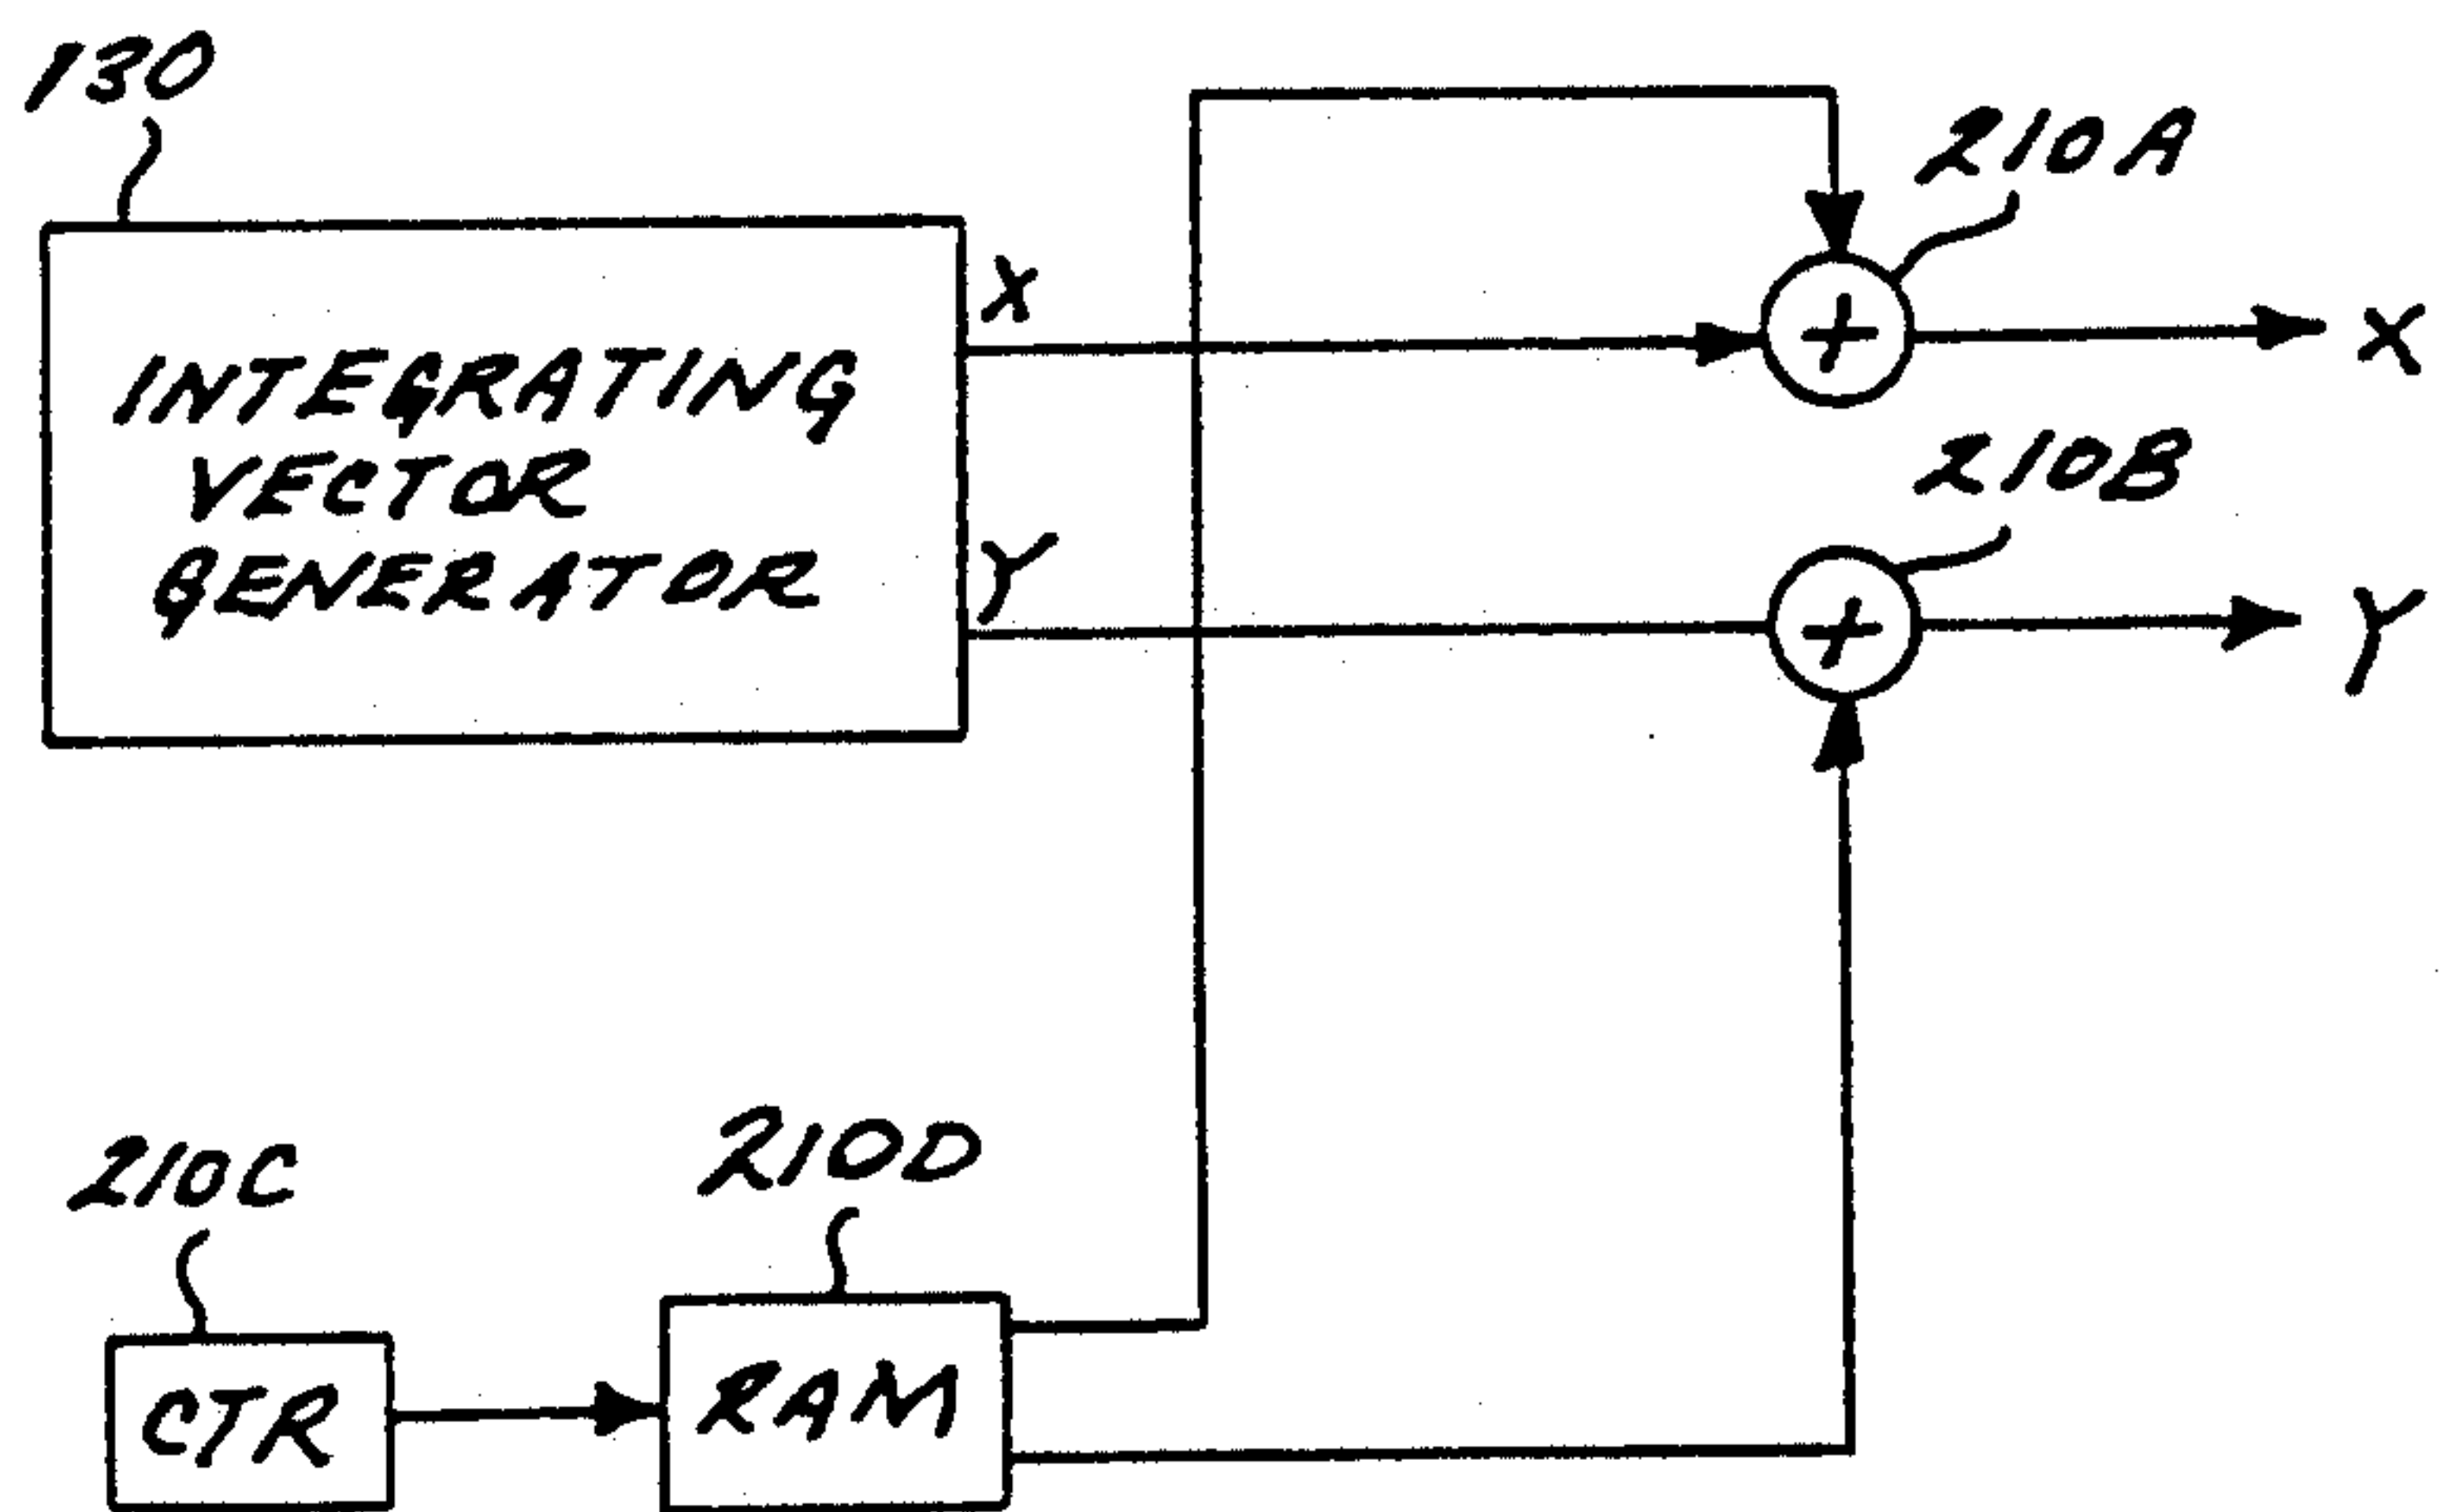 130
210A
X
X
INTEGRATING
VECTOR
GENERATOR
210B
Y
Y
+
+
210C
210D
CTR
RAM